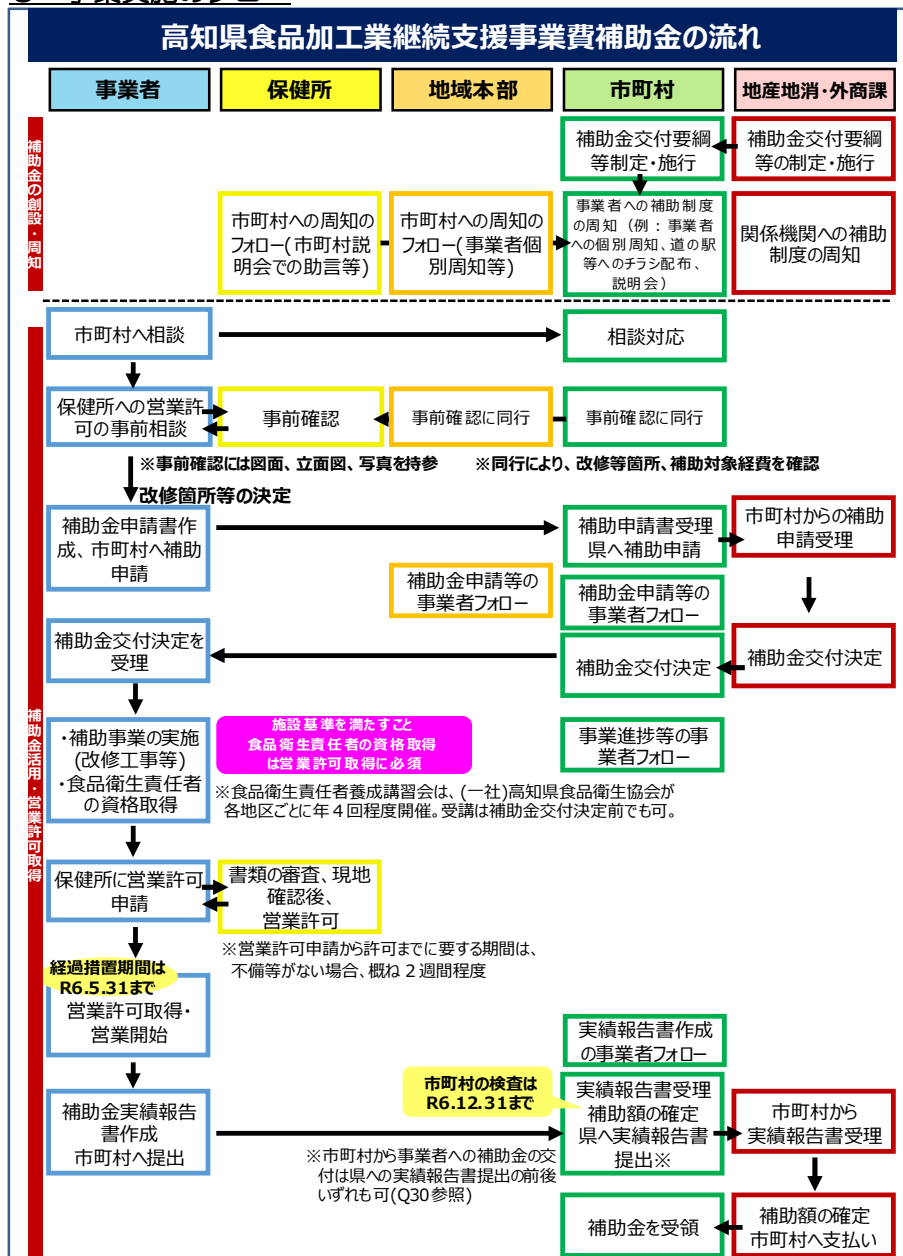 高知県食品加工業継続支援事業費補助金の流れ
事業者
保健所
地域本部
市町村
地産地消・外商課
補助金の創設・周知
補助金交付要綱
等制定・施行
補助金交付要綱
等の制定・施行
市町村への周知の
フォロー(市町村説
明会での助言等)
市町村への周知の
フォロー(事業者個
別周知等)
事業者への補助制度
の周知（例：事業者
への個別周知、道の駅
等へのチラシ配布、
説明会）
関係機関への補助
制度の周知
補助金活用・営業許可取得
市町村へ相談
相談対応
保健所への営業許
可の事前相談
事前確認
事前確認に同行
事前確認に同行
※事前確認には図面、立面図、写真を持参
※同行により、改修等箇所、補助対象経費を確認
改修箇所等の決定
補助金申請書作
成、市町村へ補助
申請
補助申請書受理
県へ補助申請
市町村からの補助
申請受理
補助金申請等の
事業者フォロー
補助金申請等の
事業者フォロー
補助金交付決定を
受理
補助金交付決定
補助金交付決定
・補助事業の実施
(改修工事等)
・食品衛生責任者
の資格取得
施設基準を満たすこと
食品衛生責任者の資格取得
は営業許可取得に必須
事業進捗等の事
業者フォロー
※食品衛生責任者養成講習会は、(一社)高知県食品衛生協会が
各地区ごとに年４回程度開催。受講は補助金交付決定前でも可。
保健所に営業許可
申請
書類の審査、現地
確認後、
営業許可
※営業許可申請から許可までに要する期間は、
不備等がない場合、概ね２週間程度
経過措置期間は
R6.5.31まで
営業許可取得・
営業開始
実績報告書作成
の事業者フォロー
市町村の検査は
R6.12.31まで
補助金実績報告
書作成
市町村へ提出
実績報告書受理
補助額の確定
県へ実績報告書
提出※
市町村から
実績報告書受理
※市町村から事業者への補助金の交
付は県への実績報告書提出の前後
いずれも可(Q30参照)
補助金を受領
補助額の確定
市町村へ支払い